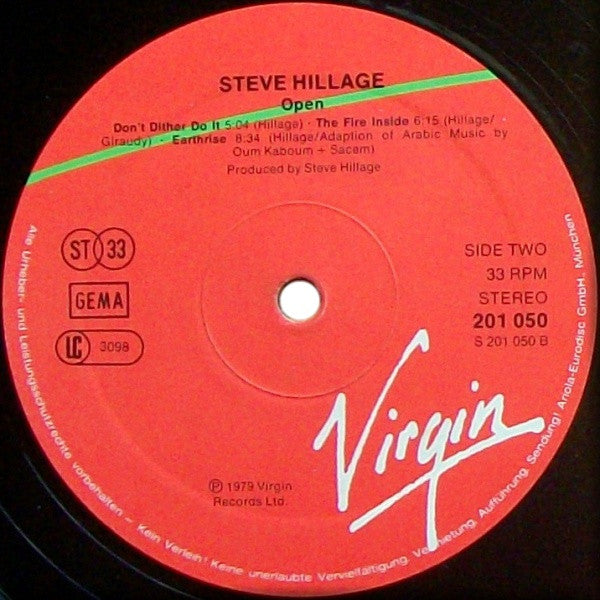 STEVE HILLAGE
Open
Don't Dither Do It 5:04 (Hillage) · The Fire Inside 6:15 (Hillage/
Giraudy) · Earthrise 8:34 (Hillage/Adaption of Arabic Music by
Oum Kaboum + Sacem)
Produced by Steve Hillage
ST 33
GEMA
LC 3098
SIDE TWO
33 RPM
STEREO
201 050
S 201 050 B
Virgin
Ⓟ 1979 Virgin
Records Ltd.
Alle Urheber- und Leistungsschutzrechte vorbehalten – Kein Verleih! Keine unerlaubte Vervielfältigung, Vermietung, Aufführung, Sendung! Ariola-Eurodisc GmbH., München